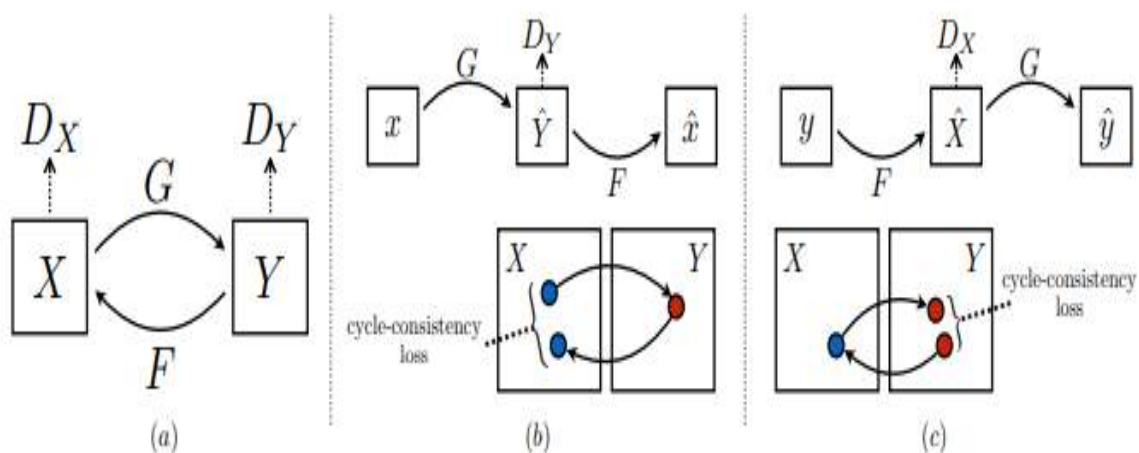 D_X D_Y
G
X Y
F
(a)
D_Y
G
x Ŷ x̂
F
X Y
cycle-consistency
loss
(b)
D_X
G
y X̂ ŷ
F
X Y
cycle-consistency
loss
(c)